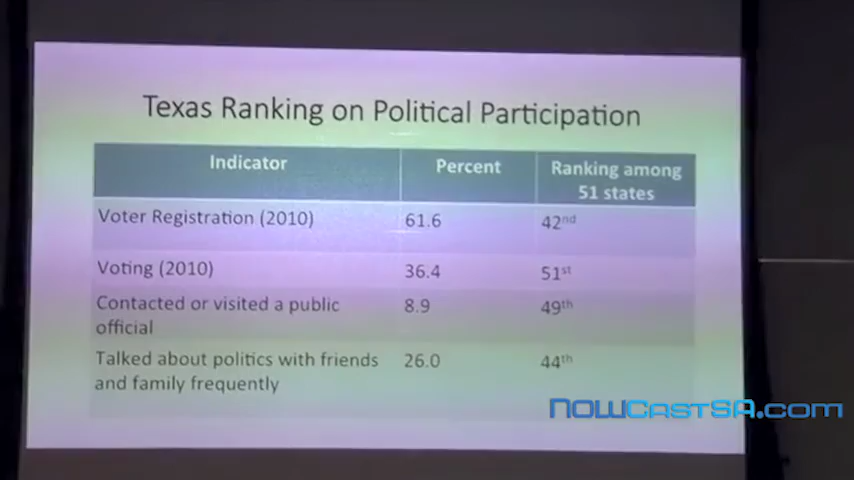 Texas Ranking on Political Participation
Indicator Percent Ranking among
51 states
Voter Registration (2010) 61.6 42nd
Voting (2010) 36.4 51st
Contacted or visited a public 8.9 49th
official
Talked about politics with friends 26.0 44th
and family frequently
NOWCastSA.com